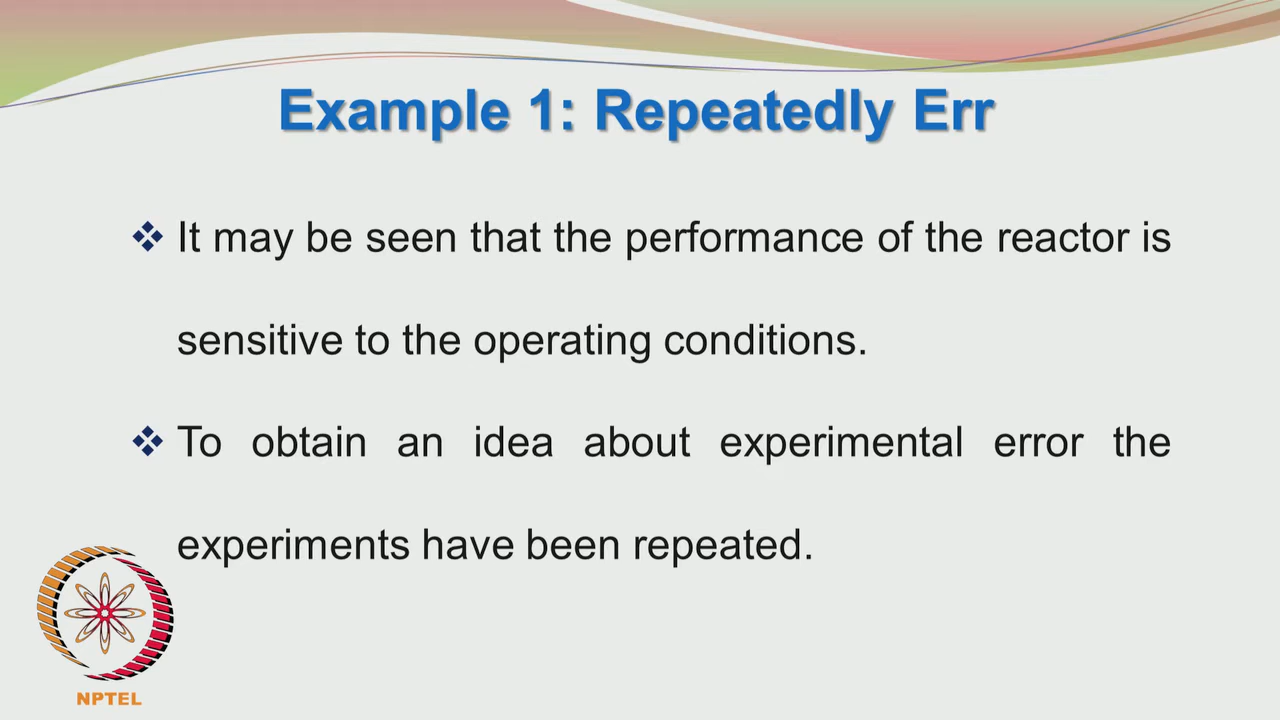 Example 1: Repeatedly Err
❖ It may be seen that the performance of the reactor is
sensitive to the operating conditions.
❖ To obtain an idea about experimental error the
experiments have been repeated.
NPTEL